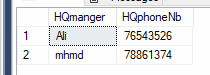 HQmanger HQphoneNb
1 Ali 76543526
2 mhmd 78861374